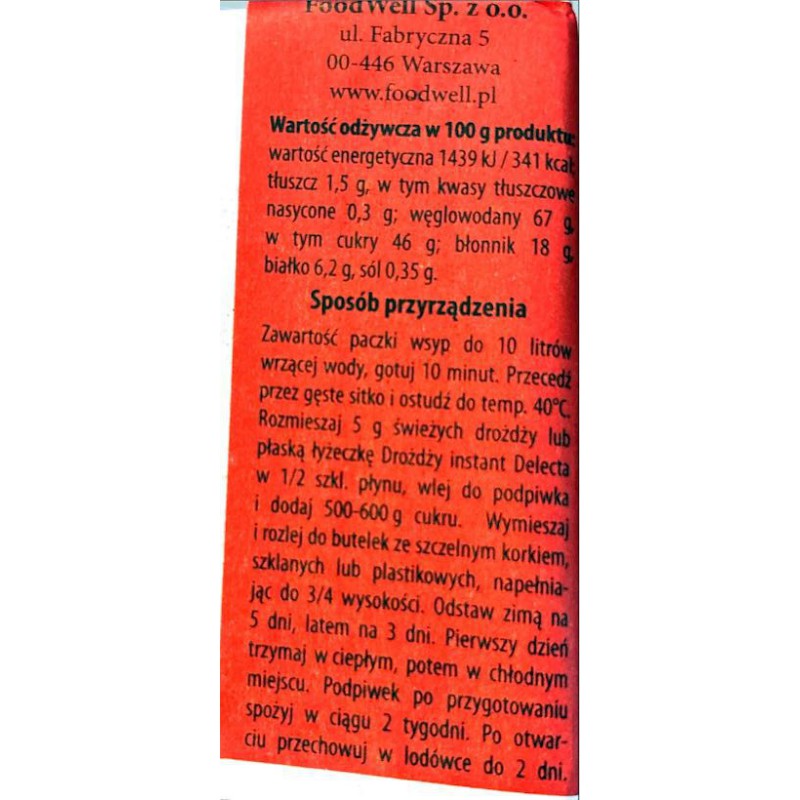 FoodWell Sp. z o.o.
ul. Fabryczna 5
00-446 Warszawa
www.foodwell.pl
Wartość odżywcza w 100 g produktu:
wartość energetyczna 1439 kJ / 341 kcal;
tłuszcz 1,5 g, w tym kwasy tłuszczowe
nasycone 0,3 g; węglowodany 67 g,
w tym cukry 46 g; błonnik 18 g,
białko 6,2 g, sól 0,35 g.
Sposób przyrządzenia
Zawartość paczki wsyp do 10 litrów
wrzącej wody, gotuj 10 minut. Przecedź
przez gęste sitko i ostudź do temp. 40°C.
Rozmieszaj 5 g świeżych drożdży lub
płaską łyżeczkę Drożdży instant Delecta
w 1/2 szkl. płynu, wlej do podpiwka
i dodaj 500-600 g cukru. Wymieszaj
i rozlej do butelek ze szczelnym korkiem,
szklanych lub plastikowych, napełnia-
jąc do 3/4 wysokości. Odstaw zimą na
5 dni, latem na 3 dni. Pierwszy dzień
trzymaj w ciepłym, potem w chłodnym
miejscu. Podpiwek po przygotowaniu
spożyj w ciągu 2 tygodni. Po otwar-
ciu przechowuj w lodówce do 2 dni.